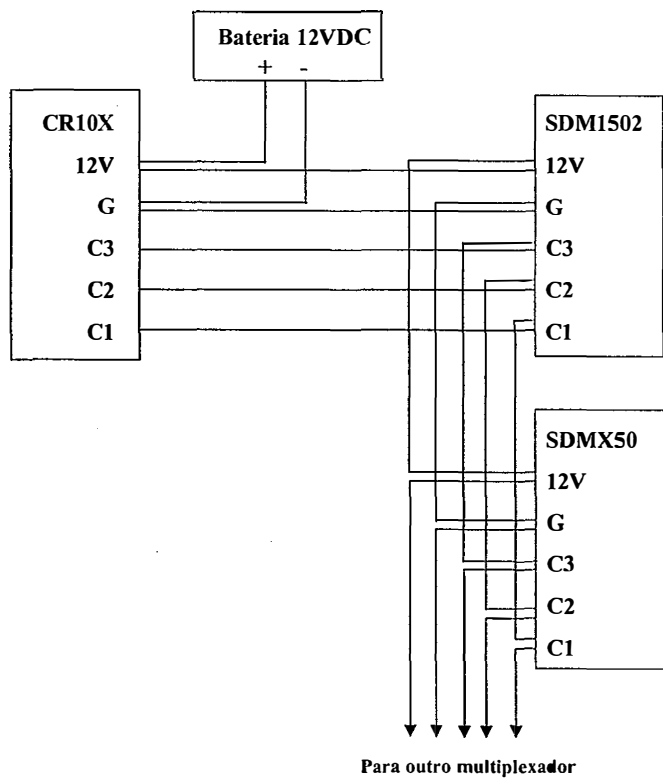 Bateria 12VDC
+ -
CR10X
12V
G
C3
C2
C1
SDM1502
12V
G
C3
C2
C1
SDMX50
12V
G
C3
C2
C1
Para outro multiplexador